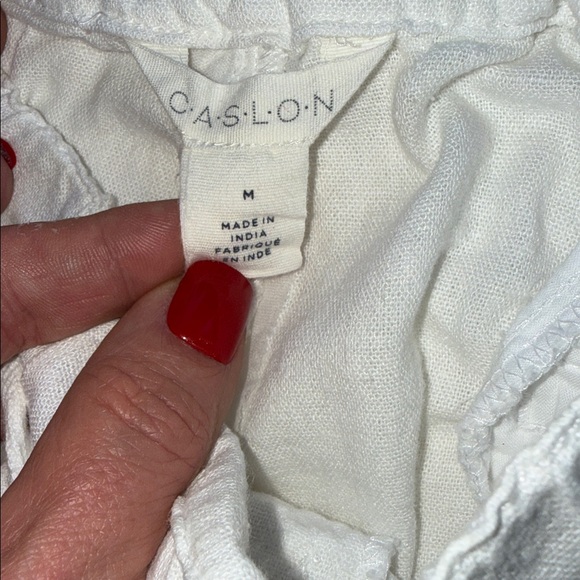 C·A·S·L·O·N
M
MADE IN
INDIA
FABRIQUÉ
EN INDE